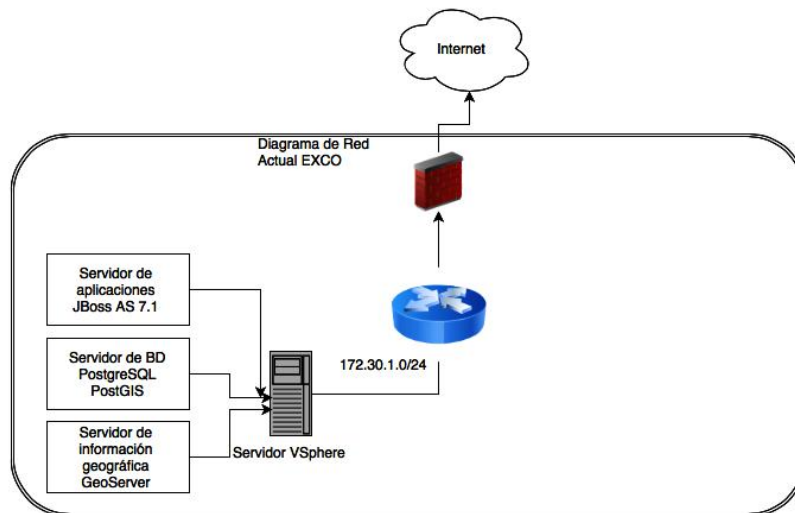 Internet
Diagrama de Red
Actual EXCO
Servidor de
aplicaciones
JBoss AS 7.1
Servidor de BD
PostgreSQL
PostGIS
172.30.1.0/24
Servidor de
información
geográfica
GeoServer
Servidor VSphere